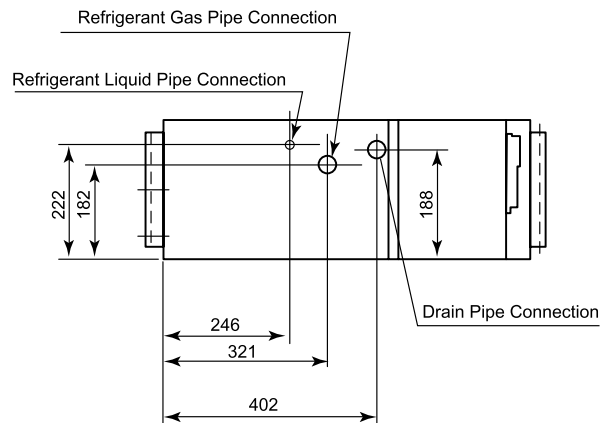 Refrigerant Gas Pipe Connection
Refrigerant Liquid Pipe Connection
222
182
188
Drain Pipe Connection
246
321
402